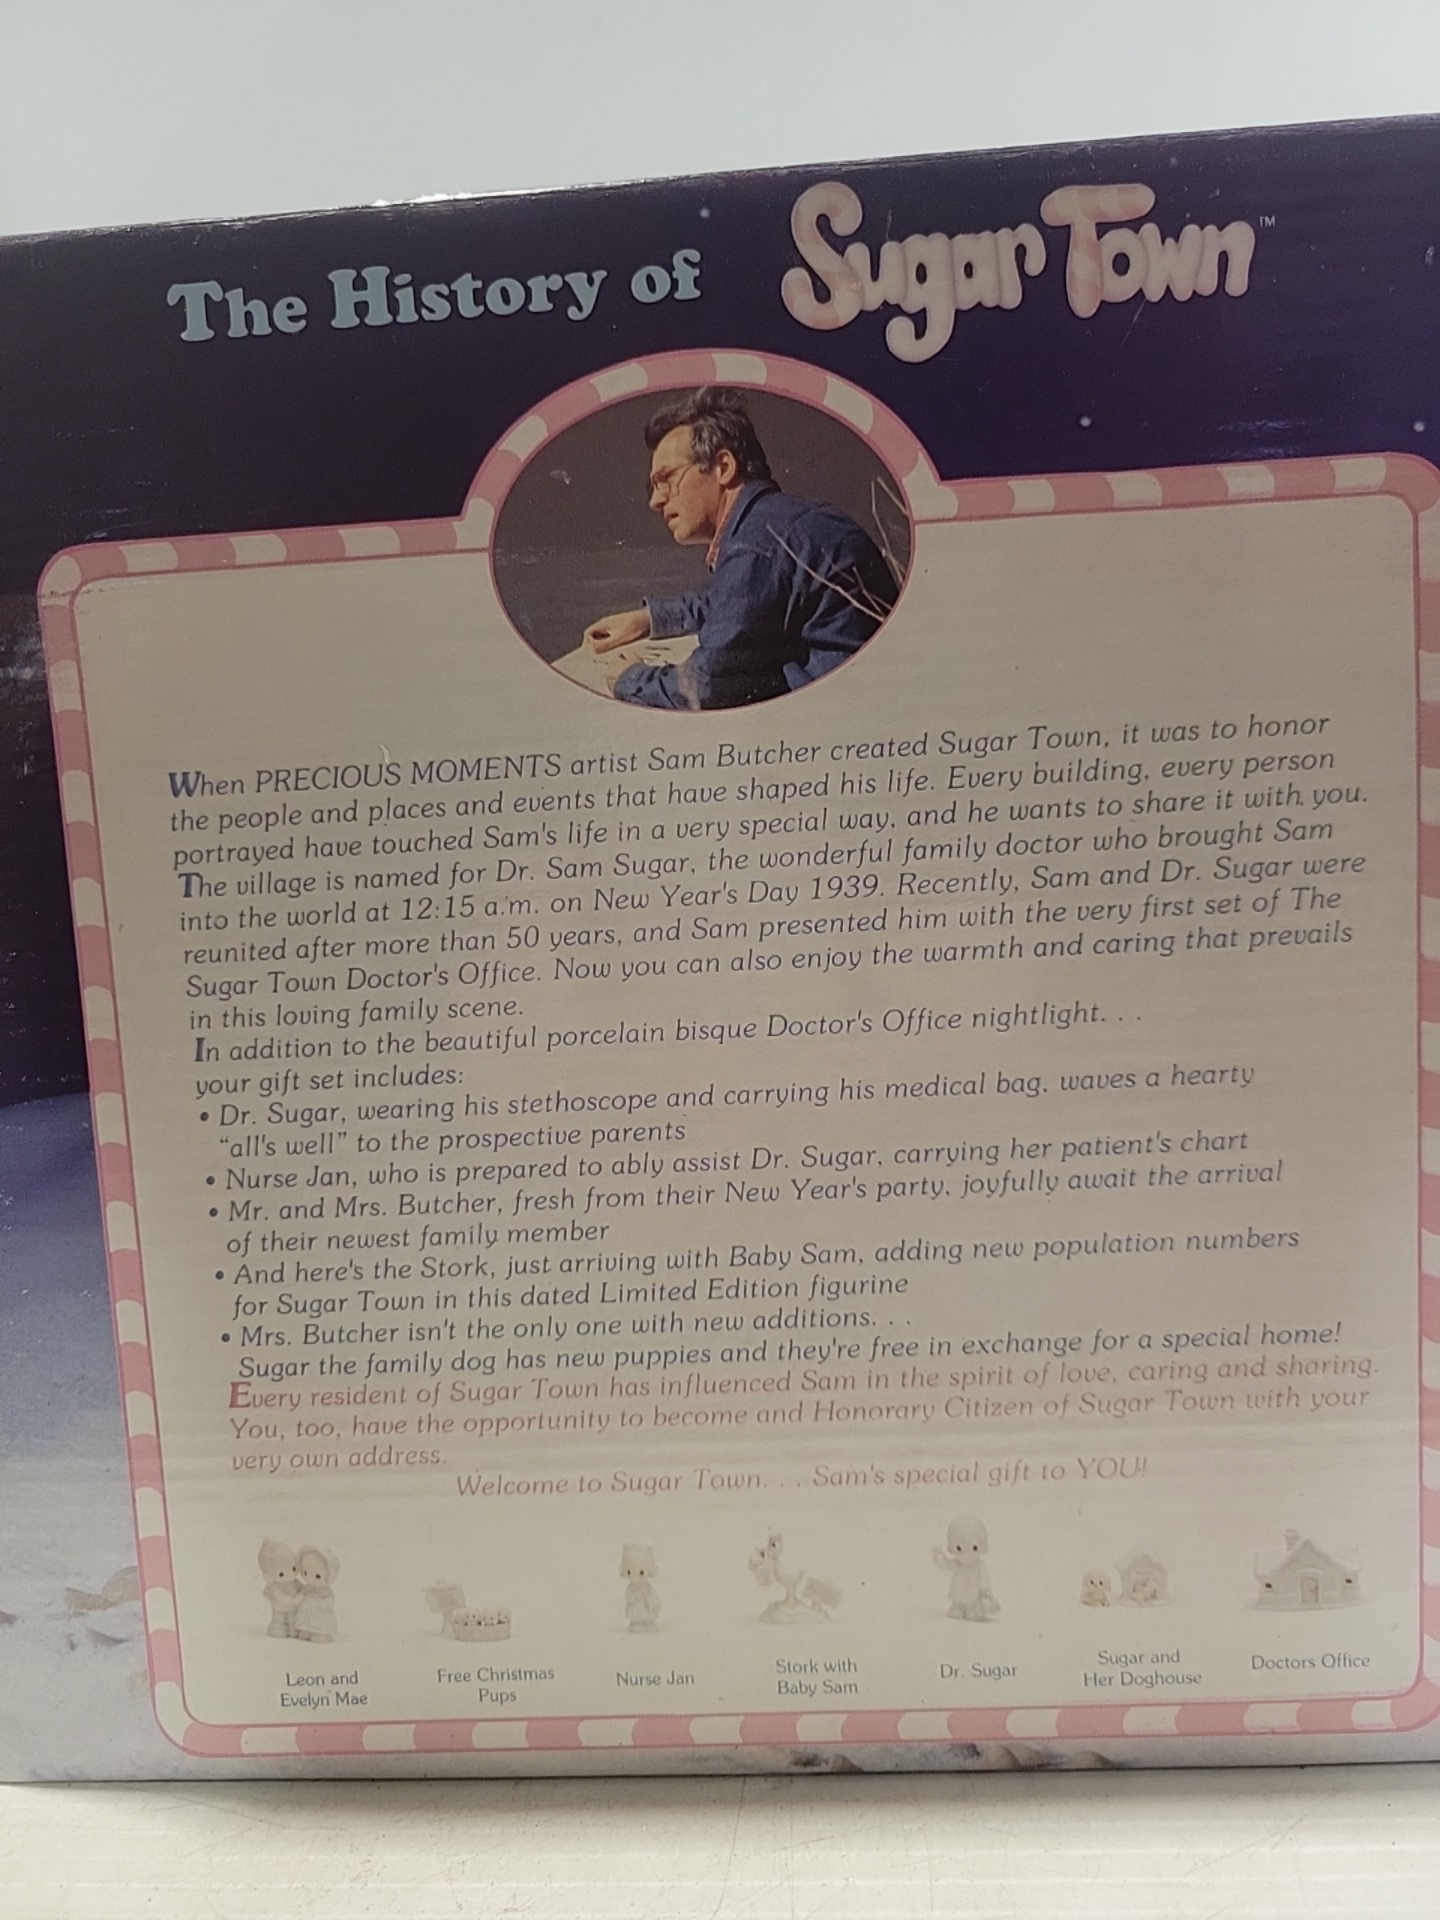 The History of Sugar Town™
When PRECIOUS MOMENTS artist Sam Butcher created Sugar Town, it was to honor
the people and places and events that have shaped his life. Every building, every person
portrayed have touched Sam's life in a very special way, and he wants to share it with you.
The village is named for Dr. Sam Sugar, the wonderful family doctor who brought Sam
into the world at 12:15 a.m. on New Year's Day 1939. Recently, Sam and Dr. Sugar were
reunited after more than 50 years, and Sam presented him with the very first set of The
Sugar Town Doctor's Office. Now you can also enjoy the warmth and caring that prevails
in this loving family scene.
In addition to the beautiful porcelain bisque Doctor's Office nightlight. . .
your gift set includes:
• Dr. Sugar, wearing his stethoscope and carrying his medical bag, waves a hearty
“all's well” to the prospective parents
• Nurse Jan, who is prepared to ably assist Dr. Sugar, carrying her patient's chart
• Mr. and Mrs. Butcher, fresh from their New Year's party, joyfully await the arrival
of their newest family member
• And here's the Stork, just arriving with Baby Sam, adding new population numbers
for Sugar Town in this dated Limited Edition figurine
• Mrs. Butcher isn't the only one with new additions. . .
Sugar the family dog has new puppies and they're free in exchange for a special home!
Every resident of Sugar Town has influenced Sam in the spirit of love, caring and sharing.
You, too, have the opportunity to become and Honorary Citizen of Sugar Town with your
very own address.
Welcome to Sugar Town. . . Sam's special gift to YOU!
Leon and
Evelyn Mae
Free Christmas
Pups
Nurse Jan
Stork with
Baby Sam
Dr. Sugar
Sugar and
Her Doghouse
Doctors Office